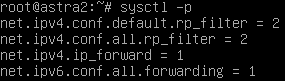 root@astra2:~# sysctl -p
net.ipv4.conf.default.rp_filter = 2
net.ipv4.conf.all.rp_filter = 2
net.ipv4.ip_forward = 1
net.ipv6.conf.all.forwarding = 1